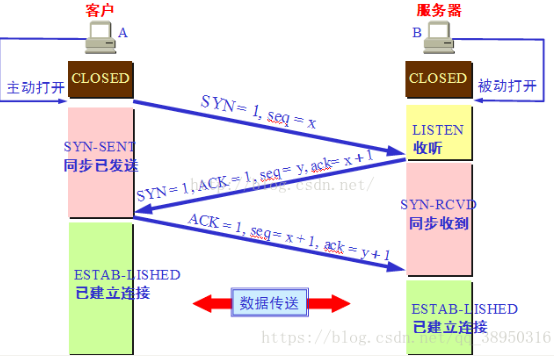 客户
服务器
A
B
CLOSED
CLOSED
主动打开
被动打开
SYN=1, seq=x
LISTEN
收听
SYN-SENT
同步已发送
SYN=1, ACK=1, seq=y, ack=x+1
SYN-RCVD
同步收到
ACK=1, seq=x+1, ack=y+1
ESTAB-LISHED
已建立连接
数据传送
ESTAB-LISHED
已建立连接
http://blog.csdn.net/
https://blog.csdn.net/qq_38950316